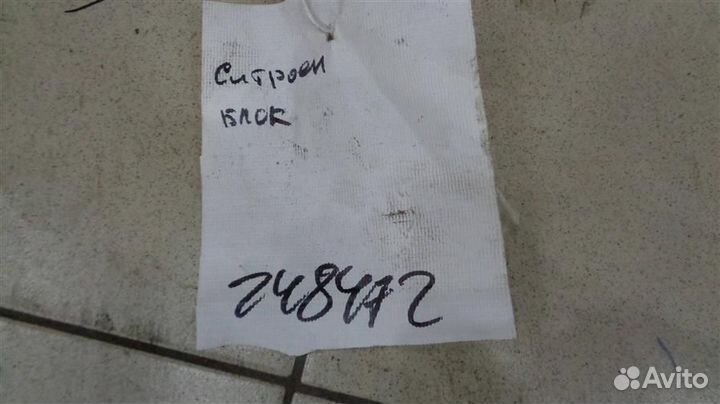 Ситроен
БЛОК
248472
Avito